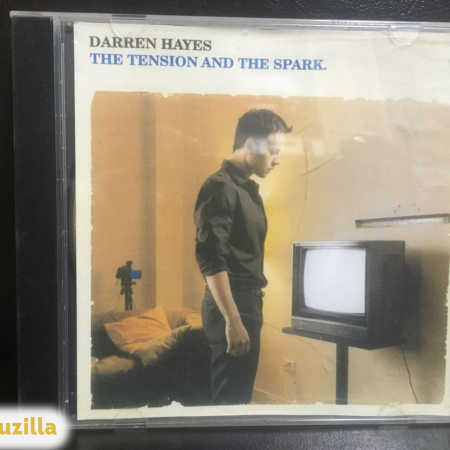 DARREN HAYES
THE TENSION AND THE SPARK.
uzilla